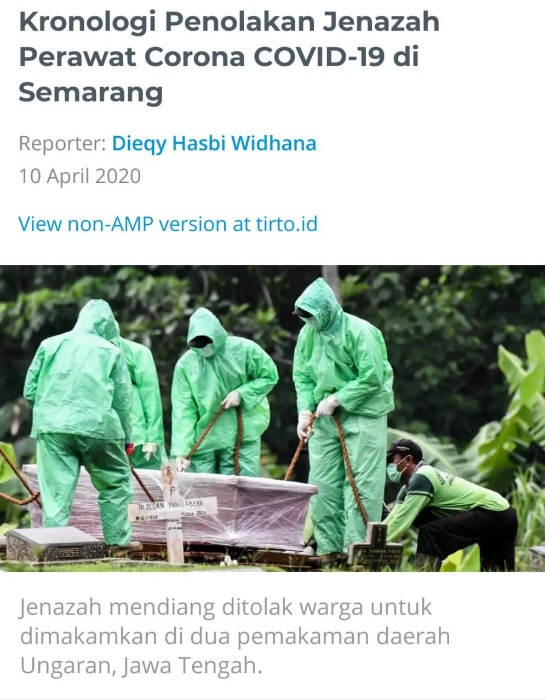 Kronologi Penolakan Jenazah
Perawat Corona COVID-19 di
Semarang
Reporter: Dieqy Hasbi Widhana
10 April 2020
View non-AMP version at tirto.id
Jenazah mendiang ditolak warga untuk
dimakamkan di dua pemakaman daerah
Ungaran, Jawa Tengah.